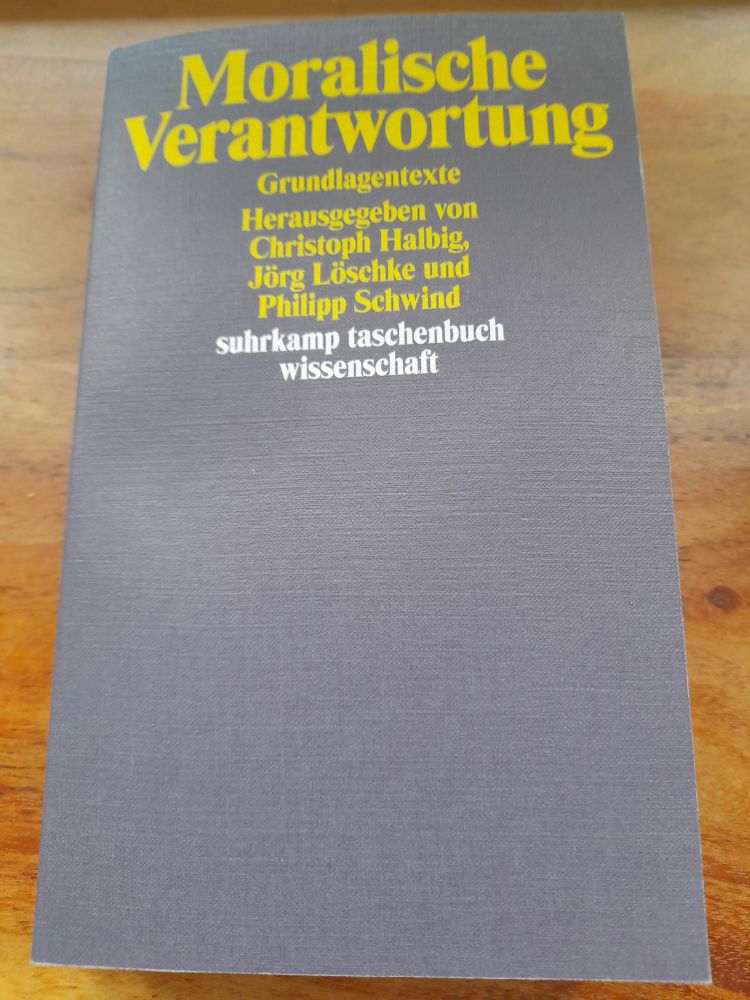 Moralische
Verantwortung
Grundlagentexte
Herausgegeben von
Christoph Halbig,
Jörg Löschke und
Philipp Schwind
suhrkamp taschenbuch
wissenschaft